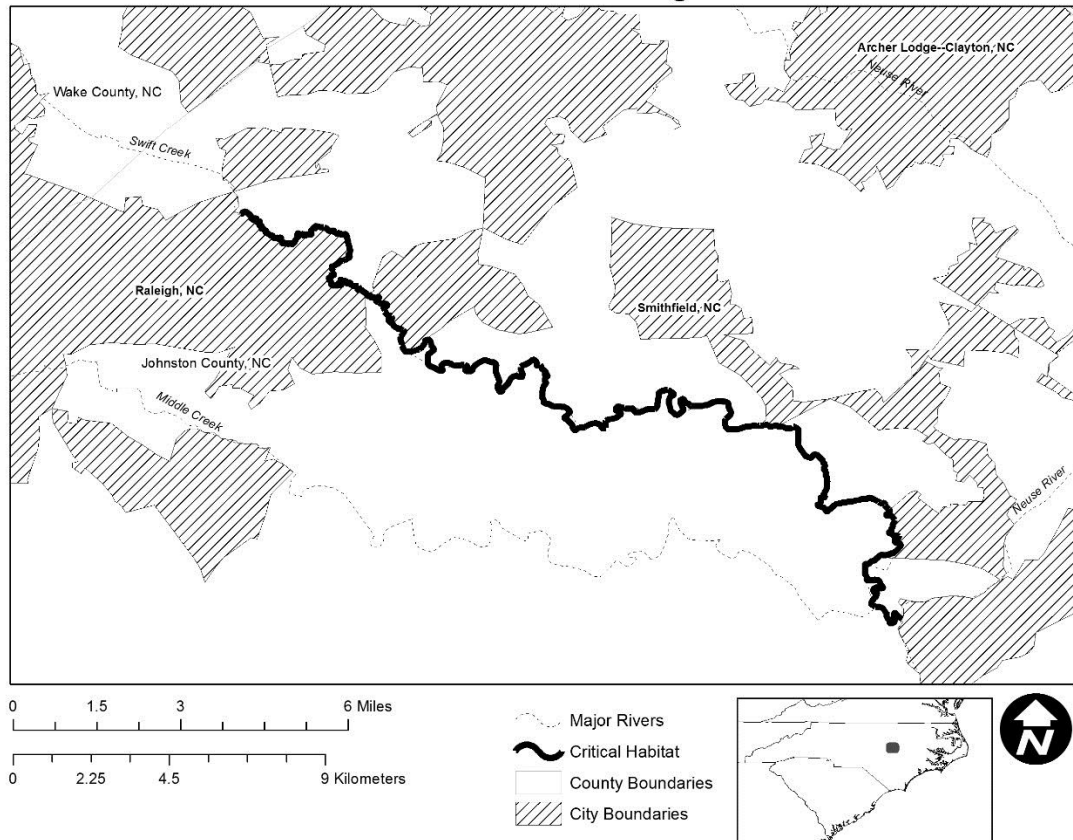 Archer Lodge--Clayton, NC
Neuse River
Wake County, NC
Swift Creek
Raleigh, NC
Smithfield, NC
Johnston County, NC
Middle Creek
Neuse River
0 1.5 3 6 Miles
0 2.25 4.5 9 Kilometers
Major Rivers
Critical Habitat
County Boundaries
City Boundaries
N